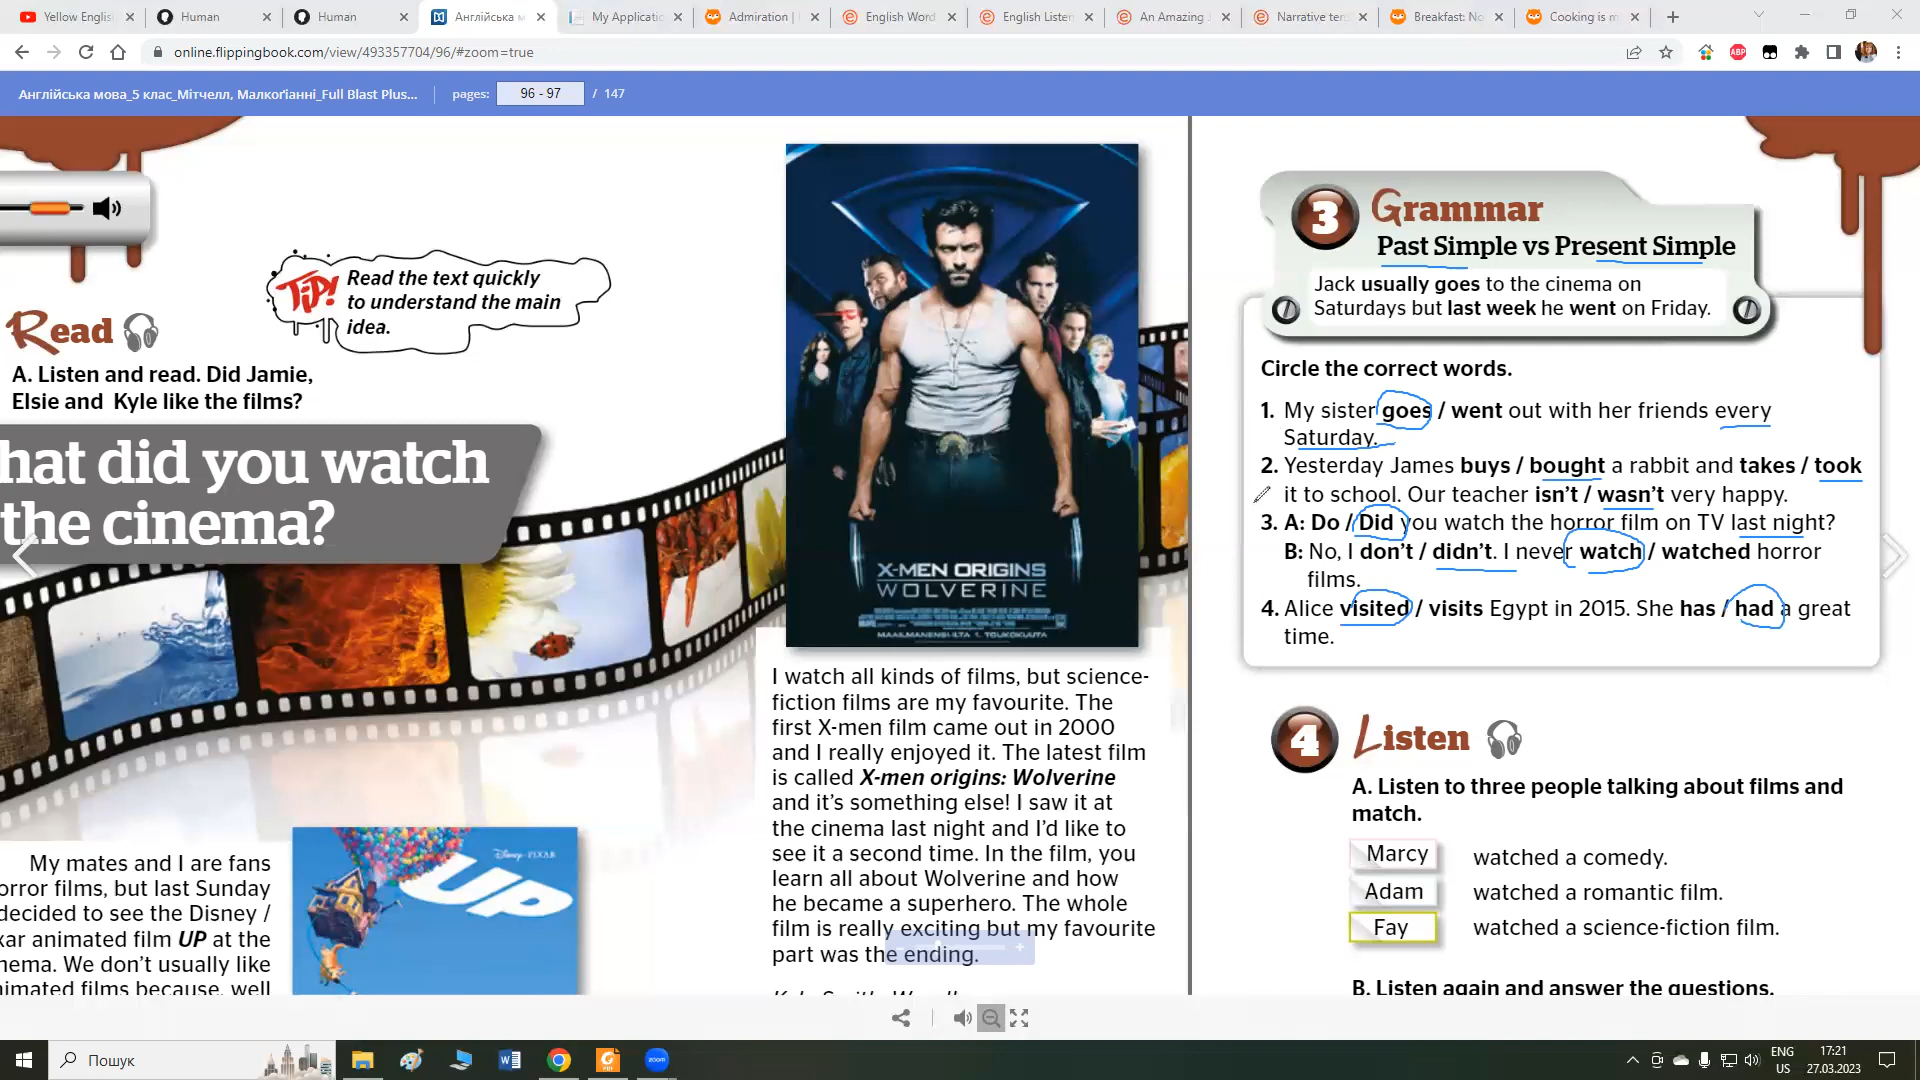 Yellow Englis
Human
Human
Англійська м
My Applicatio
Admiration |
English Word
English Listen
An Amazing J
Narrative ten
Breakfast: No
Cooking is m
online.flippingbook.com/view/493357704/96/#zoom=true
ABP
Англійська мова_5 клас_Мітчелл, Малкоґіанні_Full Blast Plus...
pages:
96 - 97
/ 147
TIP!
Read the text quickly
to understand the main
idea.
Read
A. Listen and read. Did Jamie,
Elsie and Kyle like the films?
hat did you watch
the cinema?
X-MEN ORIGINS
WOLVERINE
MAAILMANENSI-ILTA 1. TOUKOKUUTA
I watch all kinds of films, but science-
fiction films are my favourite. The
first X-men film came out in 2000
and I really enjoyed it. The latest film
is called X-men origins: Wolverine
and it's something else! I saw it at
the cinema last night and I'd like to
see it a second time. In the film, you
learn all about Wolverine and how
he became a superhero. The whole
film is really exciting but my favourite
part was the ending.
My mates and I are fans
orror films, but last Sunday
decided to see the Disney /
xar animated film UP at the
nema. We don't usually like
nimated films because, well
Disney · PIXAR
UP
3
Grammar
Past Simple vs Present Simple
Jack usually goes to the cinema on
Saturdays but last week he went on Friday.
Circle the correct words.
1. My sister goes / went out with her friends every
Saturday.
2. Yesterday James buys / bought a rabbit and takes / took
it to school. Our teacher isn't / wasn't very happy.
3. A: Do / Did you watch the horror film on TV last night?
B: No, I don't / didn't. I never watch / watched horror
films.
4. Alice visited / visits Egypt in 2015. She has / had a great
time.
4
Listen
A. Listen to three people talking about films and
match.
Marcy watched a comedy.
Adam watched a romantic film.
Fay watched a science-fiction film.
B. Listen again and answer the questions.
Пошук
zoom
ENG
US
17:21
27.03.2023